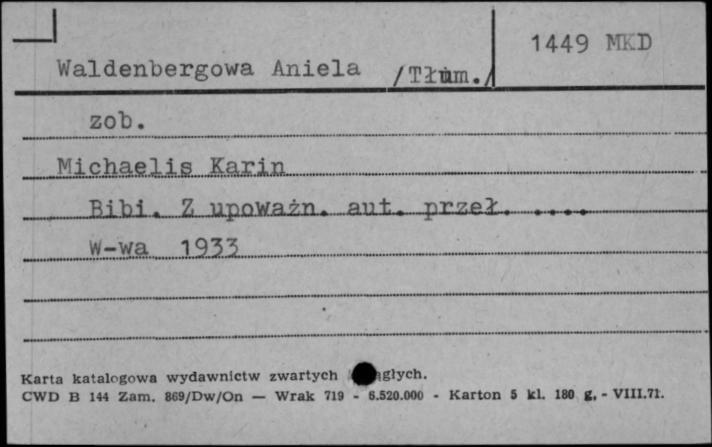 1449 MKD
Waldenbergowa Aniela /Tłum./
zob.
Michaelis Karin
Bibi. Z upoważn. aut. przeł. ....
W-wa 1933
Karta katalogowa wydawnictw zwartych
CWD B 144 Zam. 869/Dw/On — Wrak 719 - 6.520.000 - Karton 5 kl. 180 g. - VIII.71.